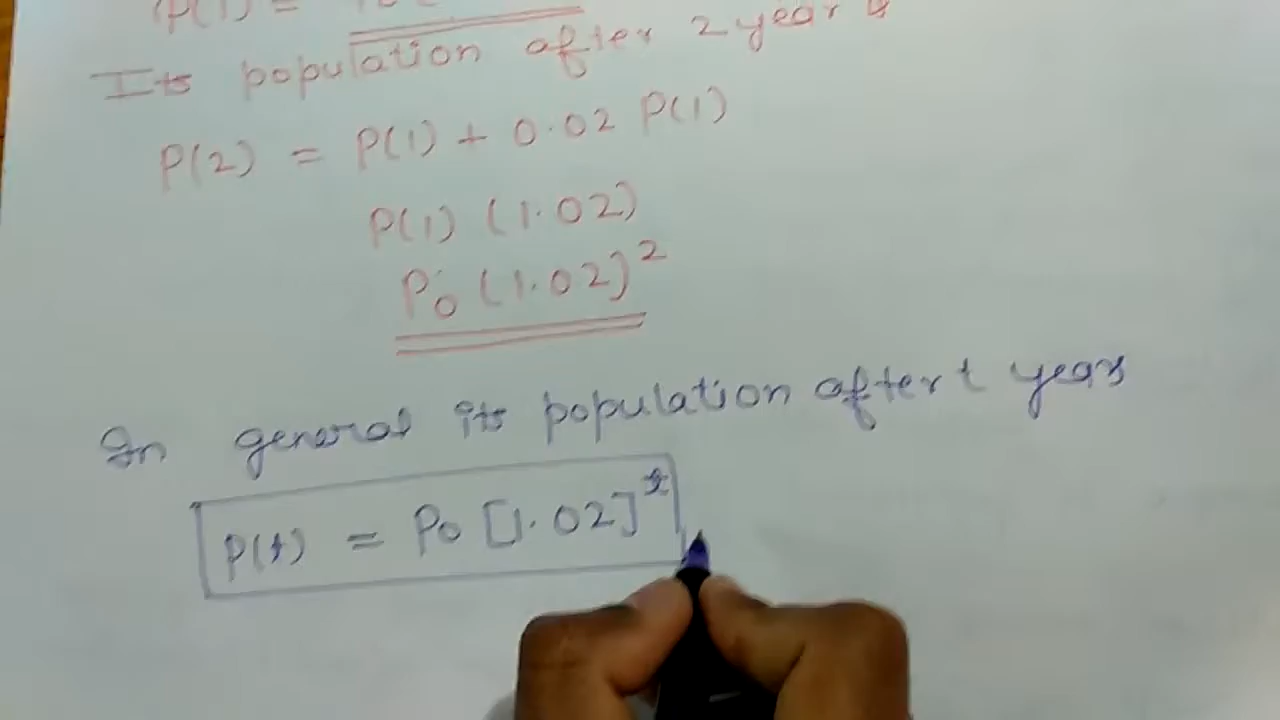 P(1) =
Its population after 2 years
P(2) = P(1) + 0.02 P(1)
P(1) (1.02)
P0 (1.02)²
In general its population after t years
P(t) = P0 [1.02]^t